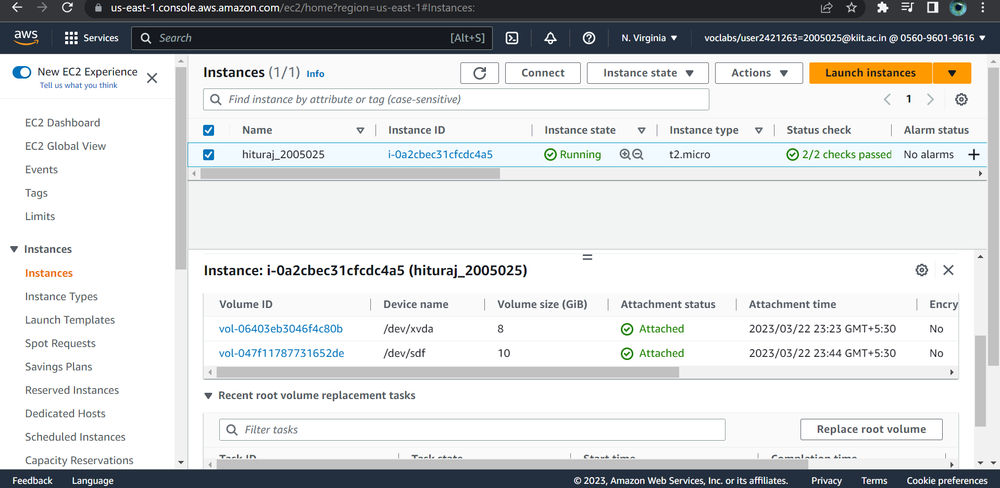 us-east-1.console.aws.amazon.com/ec2/home?region=us-east-1#Instances:
aws Services Search [Alt+S] N. Virginia voclabs/user2421263=2005025@kiit.ac.in @ 0560-9601-9616
New EC2 Experience
Tell us what you think
EC2 Dashboard
EC2 Global View
Events
Tags
Limits
Instances
Instances
Instance Types
Launch Templates
Spot Requests
Savings Plans
Reserved Instances
Dedicated Hosts
Scheduled Instances
Capacity Reservations
Instances (1/1) Info Connect Instance state Actions Launch instances
Find instance by attribute or tag (case-sensitive) 1
Name Instance ID Instance state Instance type Status check Alarm status
hituraj_2005025 i-0a2cbec31cfcdc4a5 Running t2.micro 2/2 checks passed No alarms
Instance: i-0a2cbec31cfcdc4a5 (hituraj_2005025)
Volume ID Device name Volume size (GiB) Attachment status Attachment time Encry
vol-06403eb3046f4c80b /dev/xvda 8 Attached 2023/03/22 23:23 GMT+5:30 No
vol-047f11787731652de /dev/sdf 10 Attached 2023/03/22 23:44 GMT+5:30 No
Recent root volume replacement tasks
Filter tasks Replace root volume
Task ID Task state Start time Completion time
Feedback Language © 2023, Amazon Web Services, Inc. or its affiliates. Privacy Terms Cookie preferences